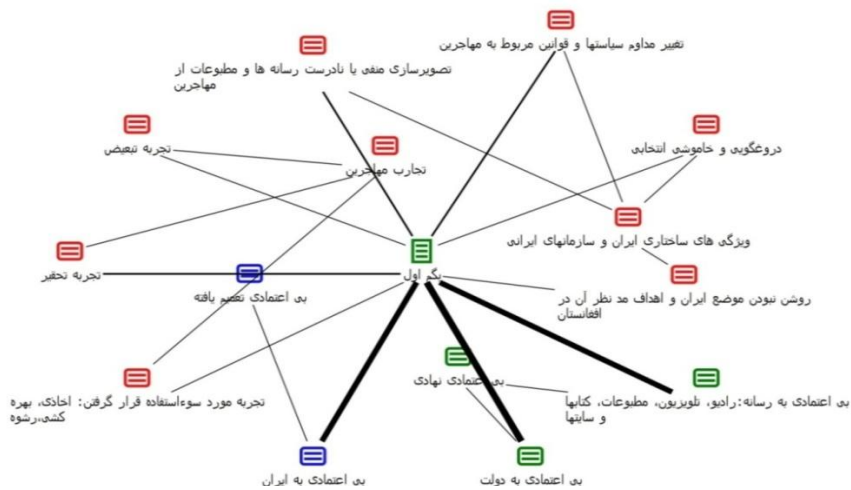 تغییر مداوم سیاستها و قوانین مربوط به مهاجرین
تصویرسازی منفی یا نادرست رسانه ها و مطبوعات از
مهاجرین
تجربه تبعیض
تجارب مهاجرین
دروغگویی و خاموشی انتخابی
ویژگی های ساختاری ایران و سازمانهای ایرانی
تجربه تحقیر
بی اعتمادی تعمیم یافته
یگم اول
روشن نبودن موضع ایران و اهداف مد نظر آن در
افغانستان
تجربه مورد سوءاستفاده قرار گرفتن: اخاذی، بهره
کشی،رشوه
بی اعتمادی نهادی
بی اعتمادی به رسانه:رادیو، تلویزیون، مطبوعات، کتابها
و سایتها
بی اعتمادی به ایران
بی اعتمادی به دولت